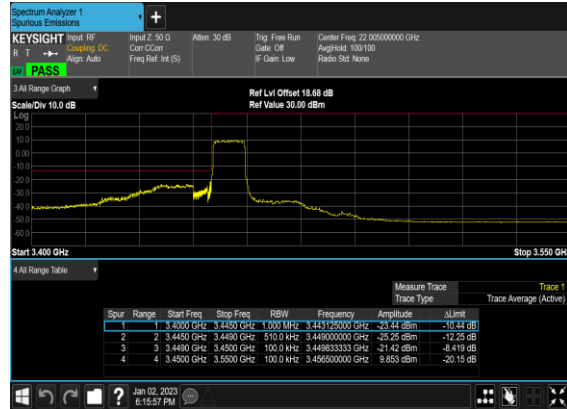 Spectrum Analyzer 1
Spurious Emissions
+
KEYSIGHT Input: RF Input Z: 50 Ω Atten: 30 dB Trig: Free Run Center Freq: 22.005000000 GHz
R T Coupling: DC Corr CCorr Gate: Off Avg|Hold: 100/100
Align: Auto Freq Ref: Int (S) IF Gain: Low Radio Std: None
PASS
3 All Range Graph
Ref Lvl Offset 18.68 dB
Scale/Div 10.0 dB Ref Value 30.00 dBm
Log
20.0
10.0
0.00
-10.0
-20.0
-30.0
-40.0
-50.0
-60.0
Start 3.400 GHz Stop 3.550 GH
4 All Range Table
Measure Trace Trace 1
Trace Type Trace Average (Active)
Spur Range Start Freq Stop Freq RBW Frequency Amplitude ΔLimit
1 1 3.4000 GHz 3.4450 GHz 1.000 MHz 3.443125000 GHz -23.44 dBm -10.44 dB
2 2 3.4450 GHz 3.4490 GHz 510.0 kHz 3.449000000 GHz -25.25 dBm -12.25 dB
3 3 3.4490 GHz 3.4500 GHz 100.0 kHz 3.449833333 GHz -21.42 dBm -8.419 dB
4 4 3.4500 GHz 3.5500 GHz 100.0 kHz 3.456500000 GHz 9.853 dBm -20.15 dB
? Jan 02, 2023
6:15:57 PM